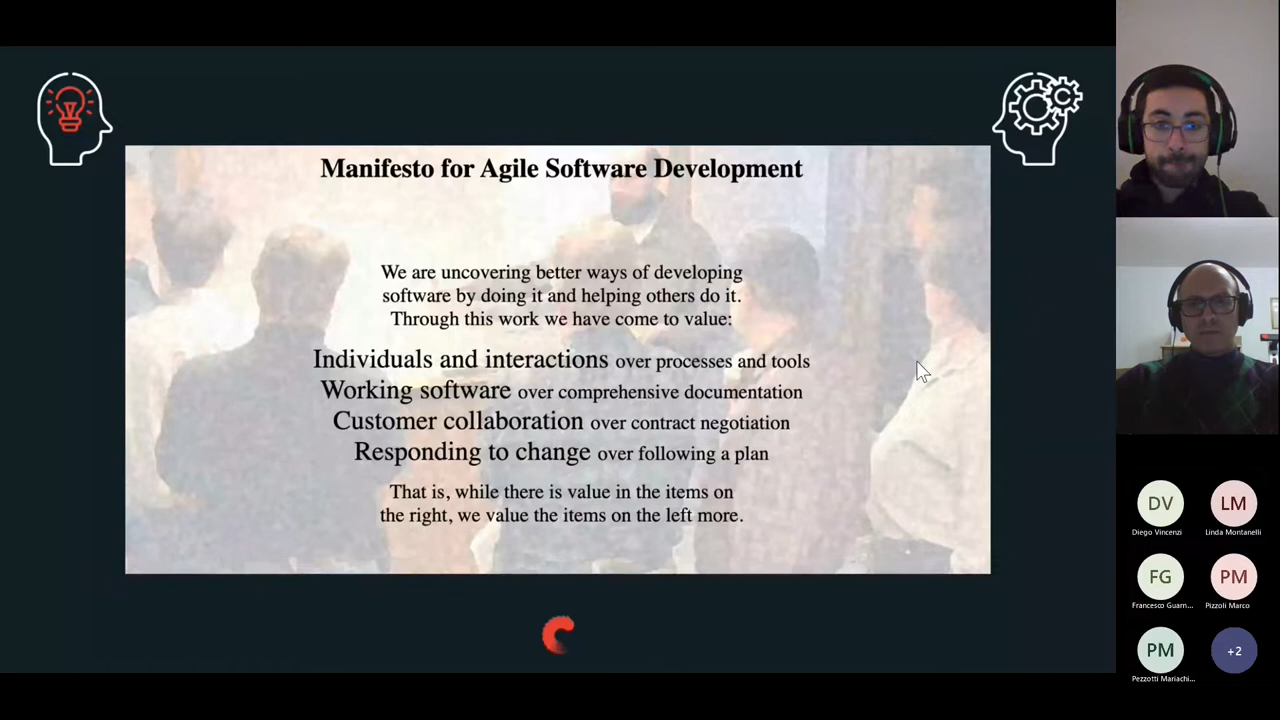 Manifesto for Agile Software Development
We are uncovering better ways of developing
software by doing it and helping others do it.
Through this work we have come to value:
Individuals and interactions over processes and tools
Working software over comprehensive documentation
Customer collaboration over contract negotiation
Responding to change over following a plan
That is, while there is value in the items on
the right, we value the items on the left more.
DV
Diego Vincenzi
LM
Linda Montanelli
FG
Francesco Guarn...
PM
Pizzoli Marco
PM
Pezzotti Mariachi...
+2